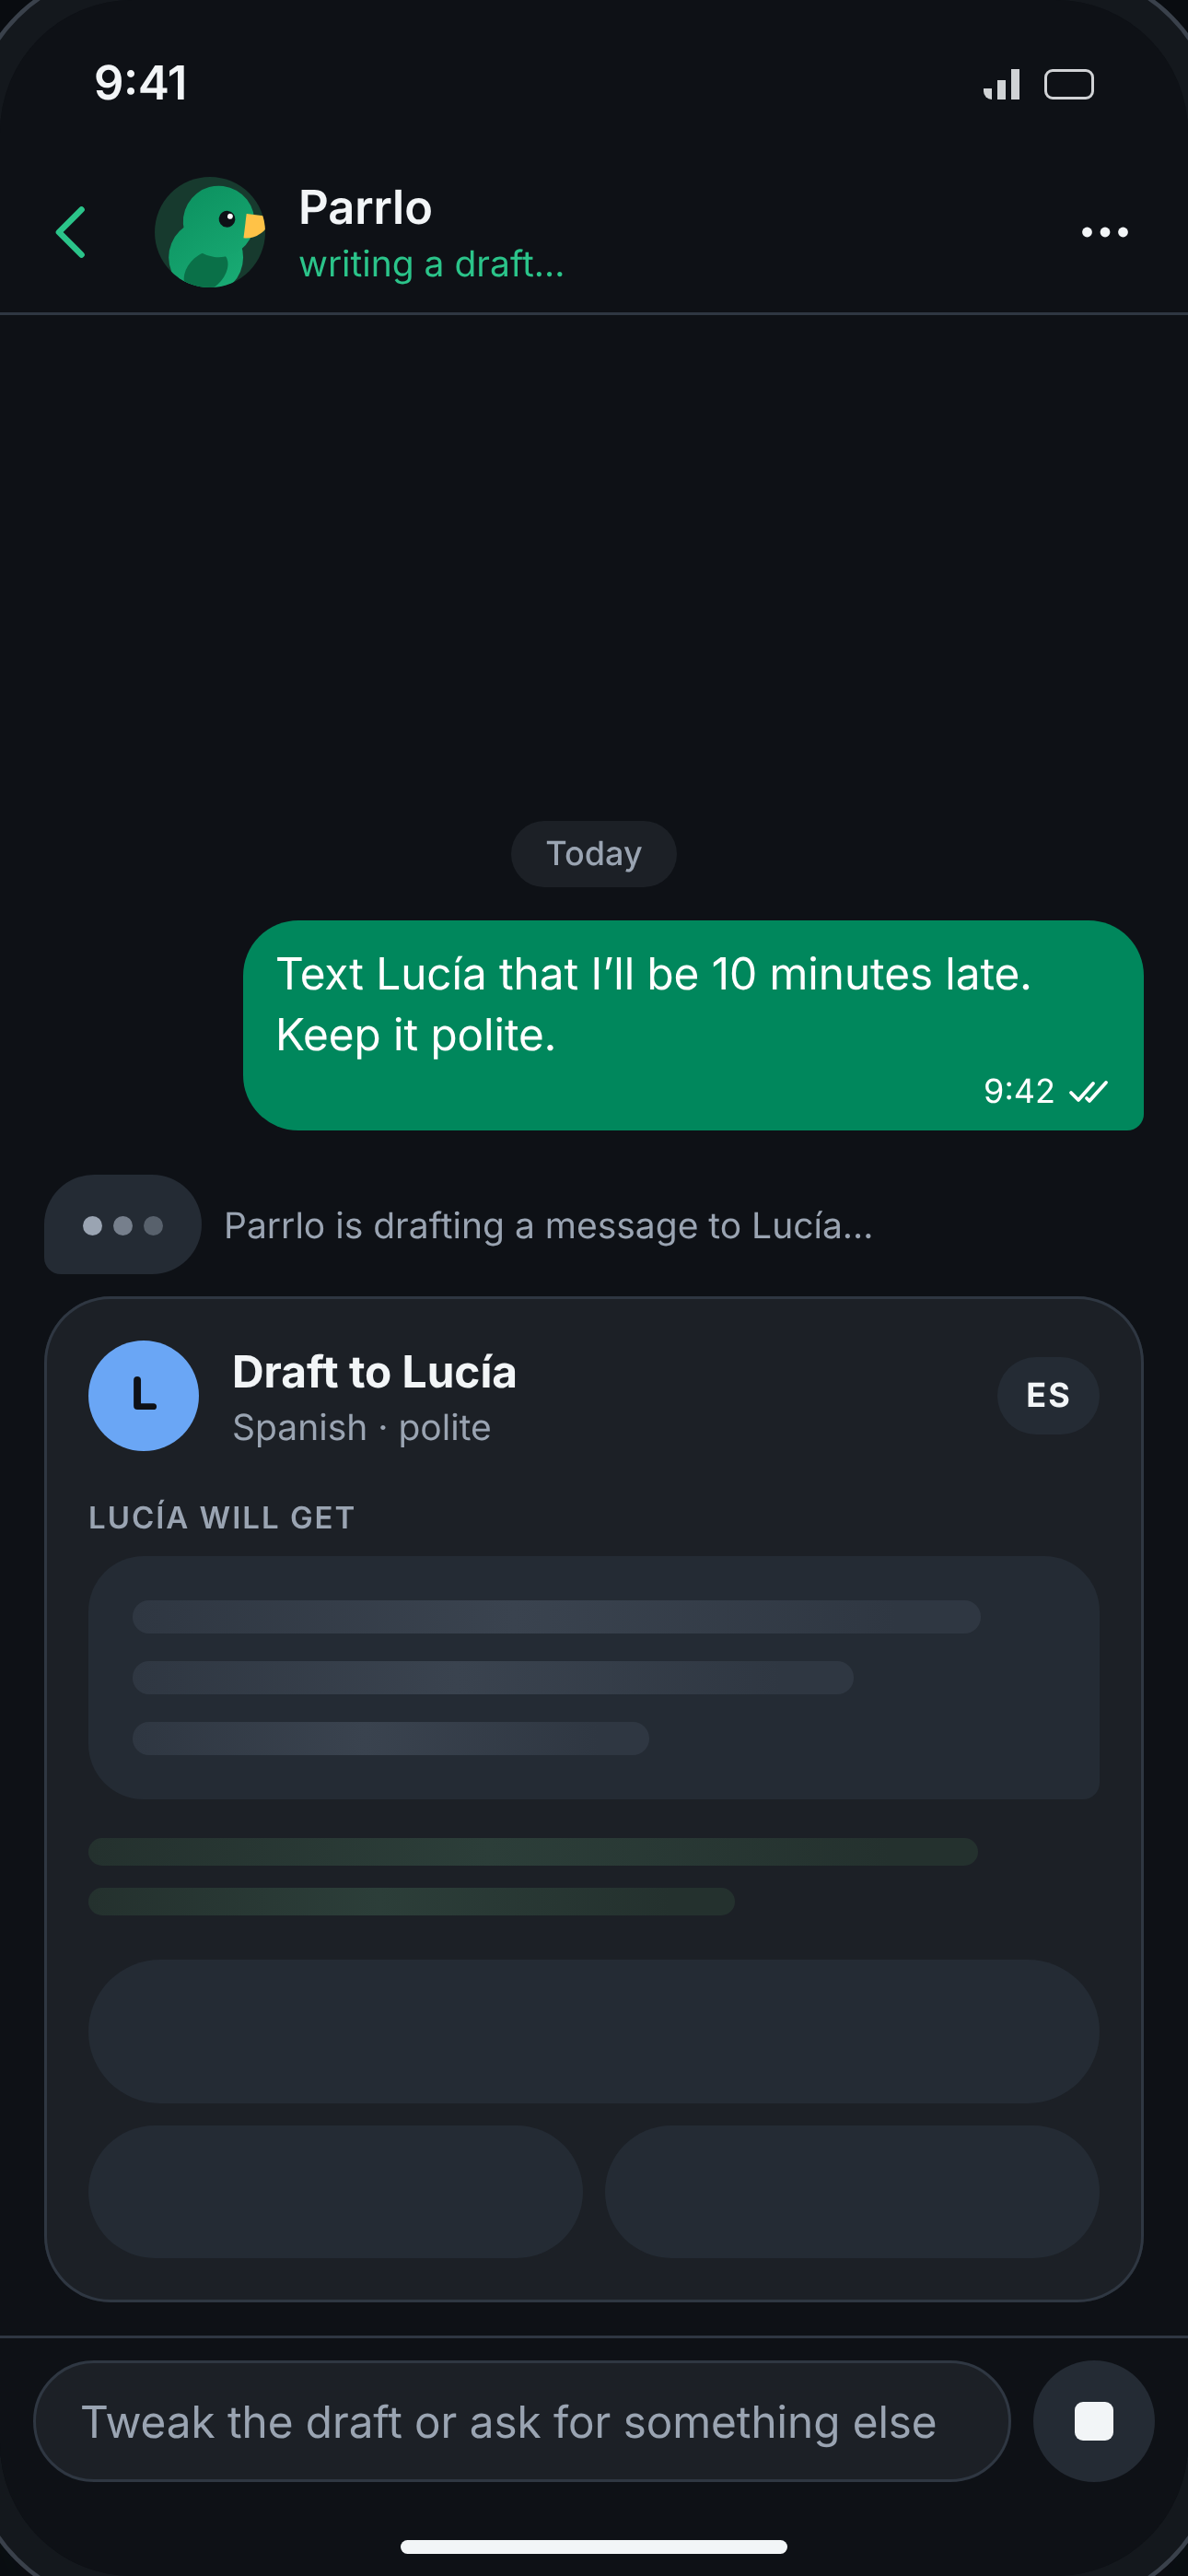 9:41
Parrlo
writing a draft…
Today
Text Lucía that I’ll be 10 minutes late.
Keep it polite.
9:42
Parrlo is drafting a message to Lucía…
L
Draft to Lucía
Spanish · polite
ES
LUCÍA WILL GET
Tweak the draft or ask for something else